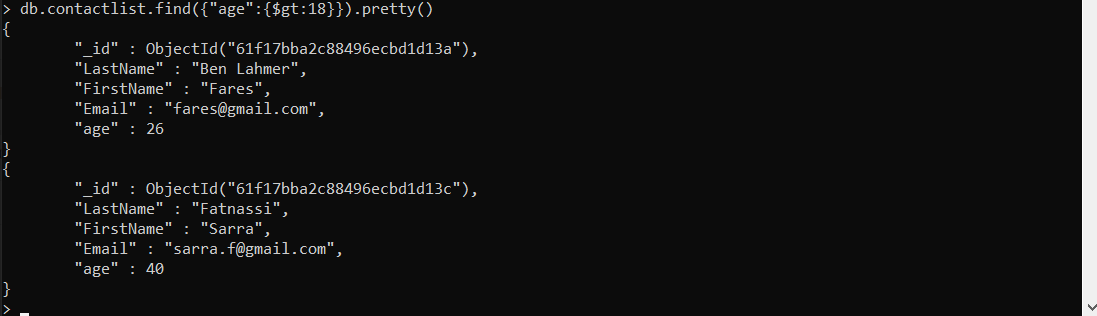 > db.contactlist.find({"age":{$gt:18}}).pretty()
{
"_id" : ObjectId("61f17bba2c88496ecbd1d13a"),
"LastName" : "Ben Lahmer",
"FirstName" : "Fares",
"Email" : "fares@gmail.com",
"age" : 26
}
{
"_id" : ObjectId("61f17bba2c88496ecbd1d13c"),
"LastName" : "Fatnassi",
"FirstName" : "Sarra",
"Email" : "sarra.f@gmail.com",
"age" : 40
}
>